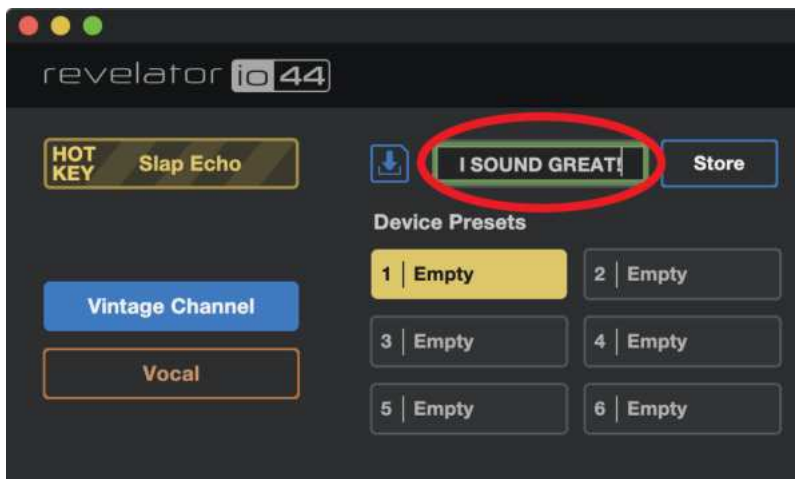 revelator io 44
HOT KEY Slap Echo
I SOUND GREAT!
Store
Device Presets
1 Empty
2 Empty
Vintage Channel
3 Empty
4 Empty
Vocal
5 Empty
6 Empty